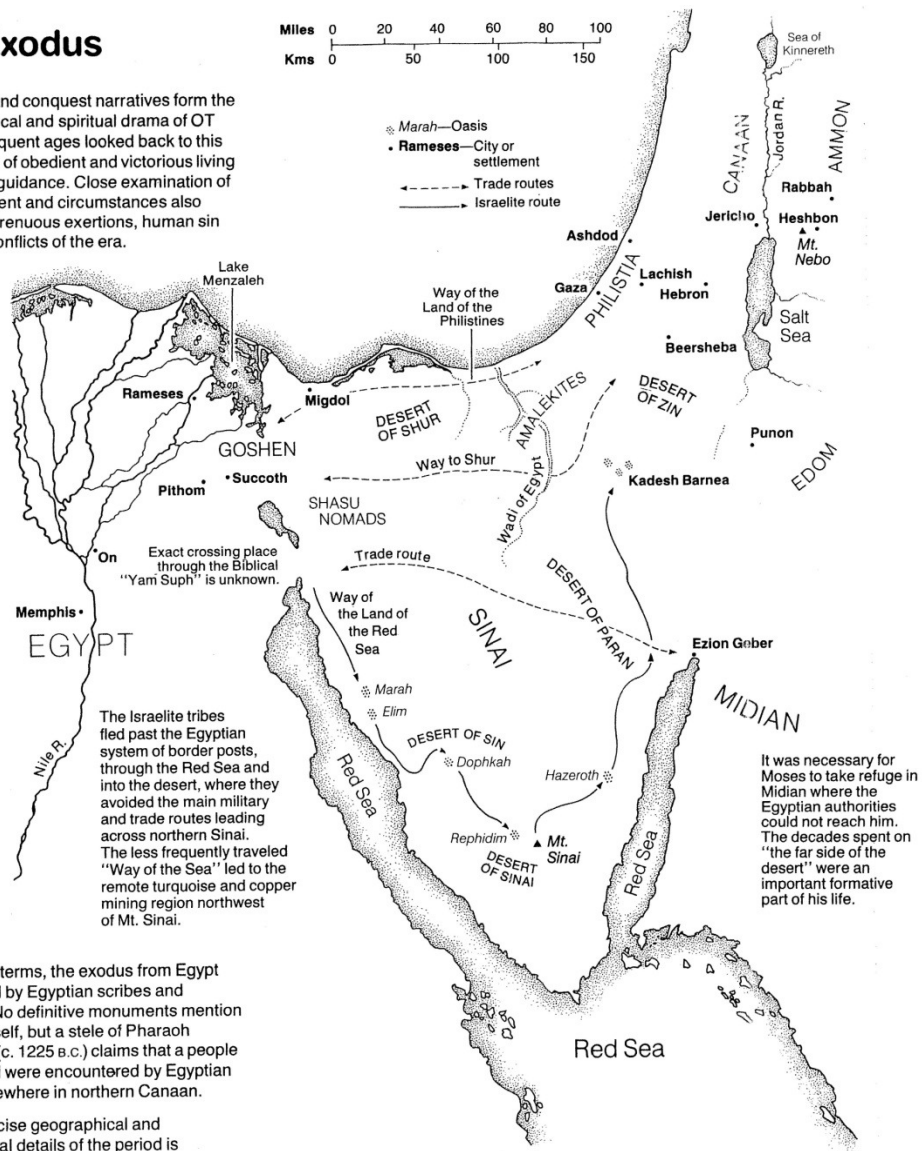 xodus
Miles 0 20 40 60 80 100
Kms 0 50 100 150
nd conquest narratives form the
cal and spiritual drama of OT
quent ages looked back to this
of obedient and victorious living
guidance. Close examination of
ent and circumstances also
renuous exertions, human sin
onflicts of the era.
Marah—Oasis
Rameses—City or
settlement
Trade routes
Israelite route
Sea of
Kinnereth
CANAAN
Jordan R.
AMMON
Rabbah
Jericho
Heshbon
Mt.
Nebo
Ashdod
Lake
Menzaleh
Way of the
Land of the
Philistines
Gaza
PHILISTIA
Lachish
Hebron
Salt
Sea
Beersheba
Rameses
Migdol
DESERT
OF SHUR
AMALEKITES
DESERT
OF ZIN
GOSHEN
Punon
EDOM
Way to Shur
Pithom
Succoth
Kadesh Barnea
SHASU
NOMADS
Wadi of Egypt
On
Exact crossing place
through the Biblical
"Yam Suph" is unknown.
Trade route
DESERT OF PARAN
Memphis
EGYPT
Way of
the Land of
the Red
Sea
SINAI
Ezion Geber
Marah
Elim
MIDIAN
Nile R.
The Israelite tribes
fled past the Egyptian
system of border posts,
through the Red Sea and
into the desert, where they
avoided the main military
and trade routes leading
across northern Sinai.
The less frequently traveled
"Way of the Sea" led to the
remote turquoise and copper
mining region northwest
of Mt. Sinai.
Red Sea
DESERT OF SIN
Dophkah
Hazeroth
Rephidim
Mt.
Sinai
DESERT
OF SINAI
Red Sea
It was necessary for
Moses to take refuge in
Midian where the
Egyptian authorities
could not reach him.
The decades spent on
"the far side of the
desert" were an
important formative
part of his life.
terms, the exodus from Egypt
by Egyptian scribes and
No definitive monuments mention
self, but a stele of Pharaoh
(c. 1225 B.C.) claims that a people
were encountered by Egyptian
ewhere in northern Canaan.
Red Sea
cise geographical and
al details of the period is